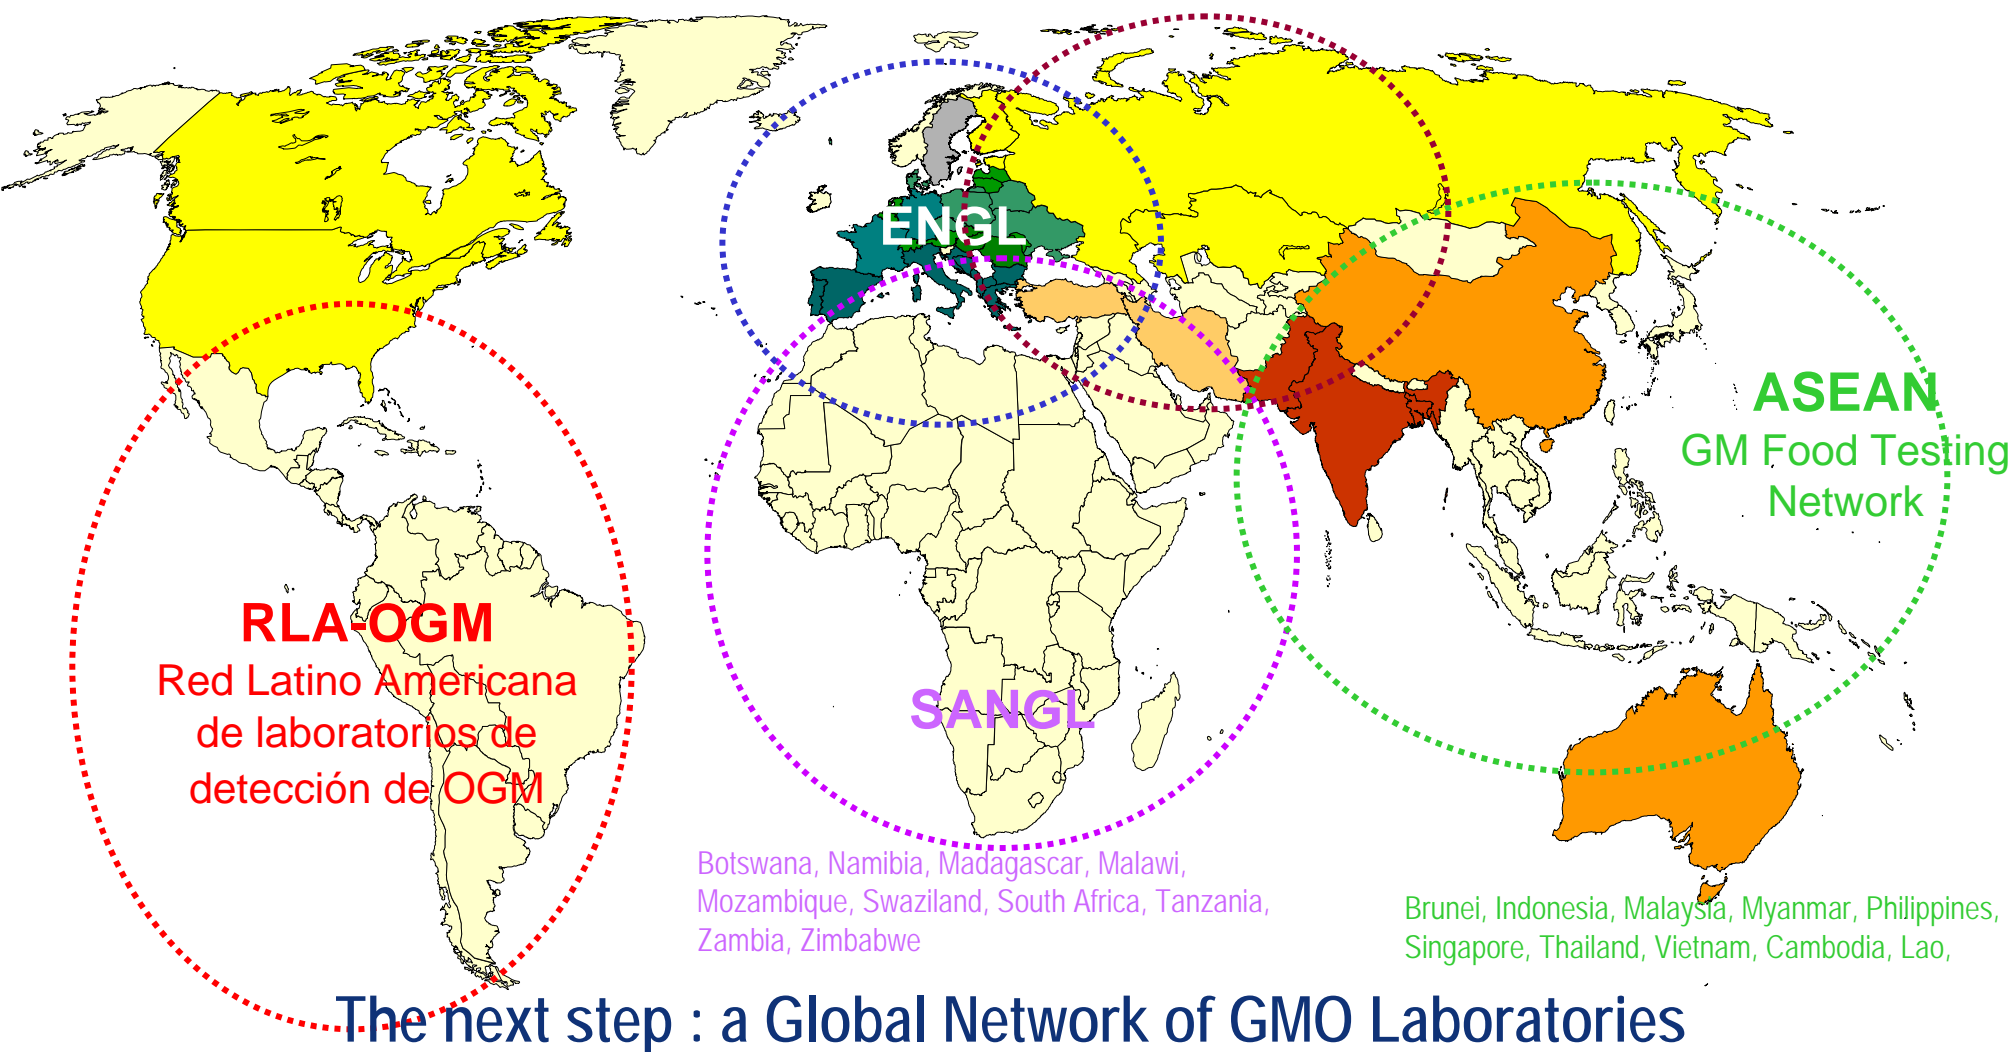 ENGL
ASEAN
GM Food Testing
Network
RLA-OGM
Red Latino Americana
de laboratorios de
detección de OGM
SANGL
Botswana, Namibia, Madagascar, Malawi,
Mozambique, Swaziland, South Africa, Tanzania,
Zambia, Zimbabwe
Brunei, Indonesia, Malaysia, Myanmar, Philippines,
Singapore, Thailand, Vietnam, Cambodia, Lao,
The next step : a Global Network of GMO Laboratories